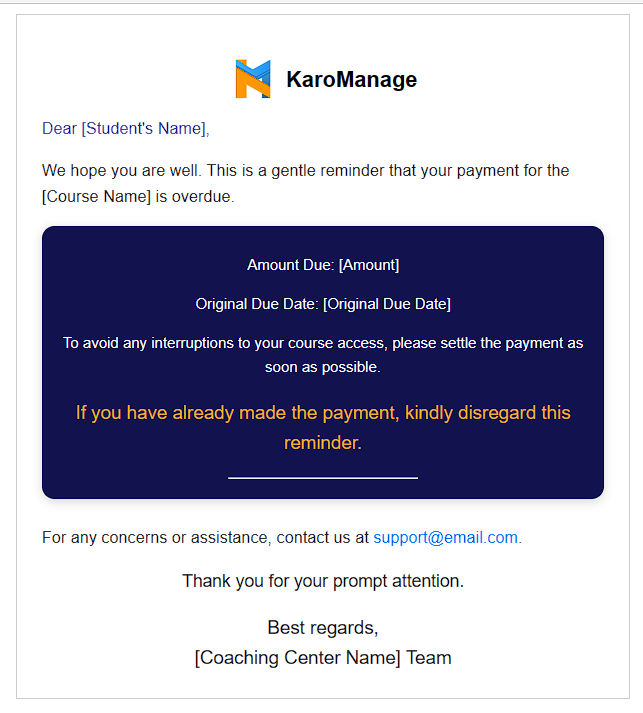 KaroManage
Dear [Student's Name],
We hope you are well. This is a gentle reminder that your payment for the
[Course Name] is overdue.
Amount Due: [Amount]
Original Due Date: [Original Due Date]
To avoid any interruptions to your course access, please settle the payment as
soon as possible.
If you have already made the payment, kindly disregard this
reminder.
For any concerns or assistance, contact us at support@email.com.
Thank you for your prompt attention.
Best regards,
[Coaching Center Name] Team